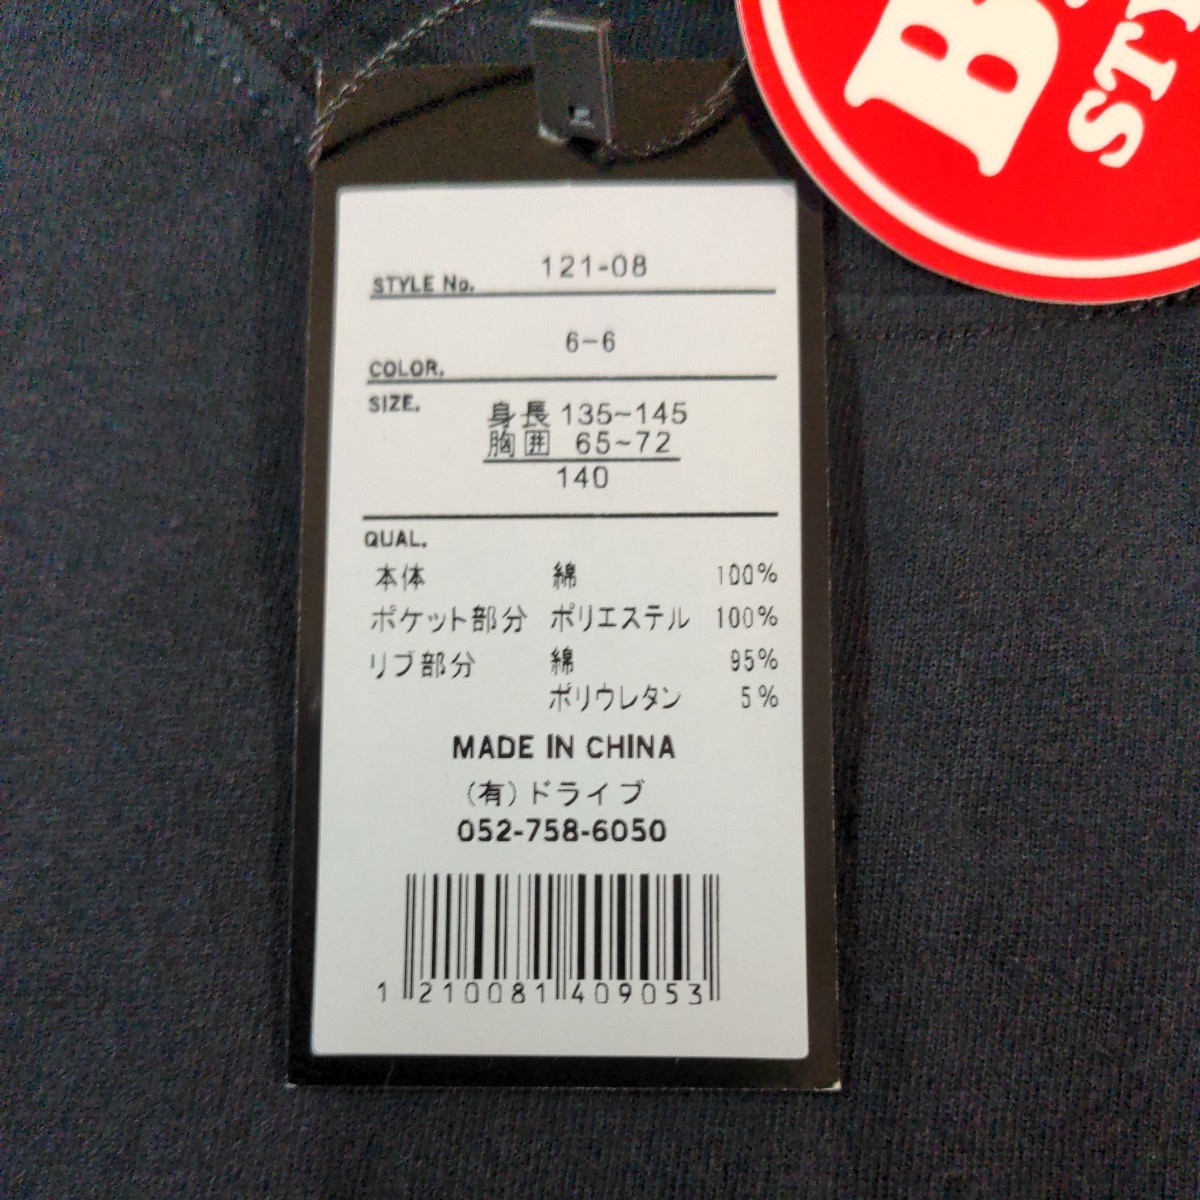 STYLE No. 121-08
COLOR. 6-6
SIZE. 身長 135~145
胸囲 65~72
140
QUAL.
本体 綿 100%
ポケット部分 ポリエステル 100%
リブ部分 綿 95%
ポリウレタン 5%
MADE IN CHINA
(有)ドライブ
052-758-6050
1 210081 409053